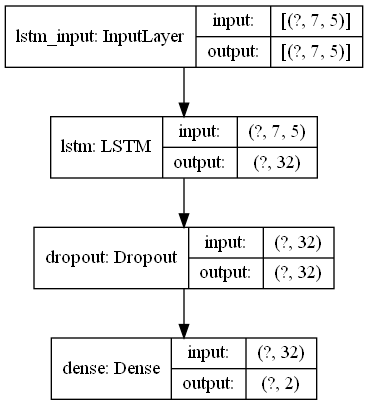 lstm_input: InputLayer
input:
[(?, 7, 5)]
output:
[(?, 7, 5)]
lstm: LSTM
input:
(?, 7, 5)
output:
(?, 32)
dropout: Dropout
input:
(?, 32)
output:
(?, 32)
dense: Dense
input:
(?, 32)
output:
(?, 2)